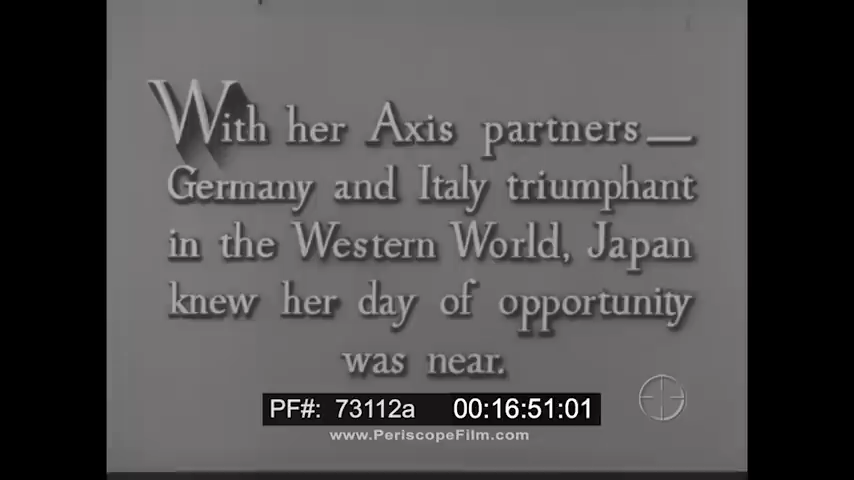 With her Axis partners —
Germany and Italy triumphant
in the Western World, Japan
knew her day of opportunity
was near.
PF#: 73112a 00:16:51:01
www.PeriscopeFilm.com